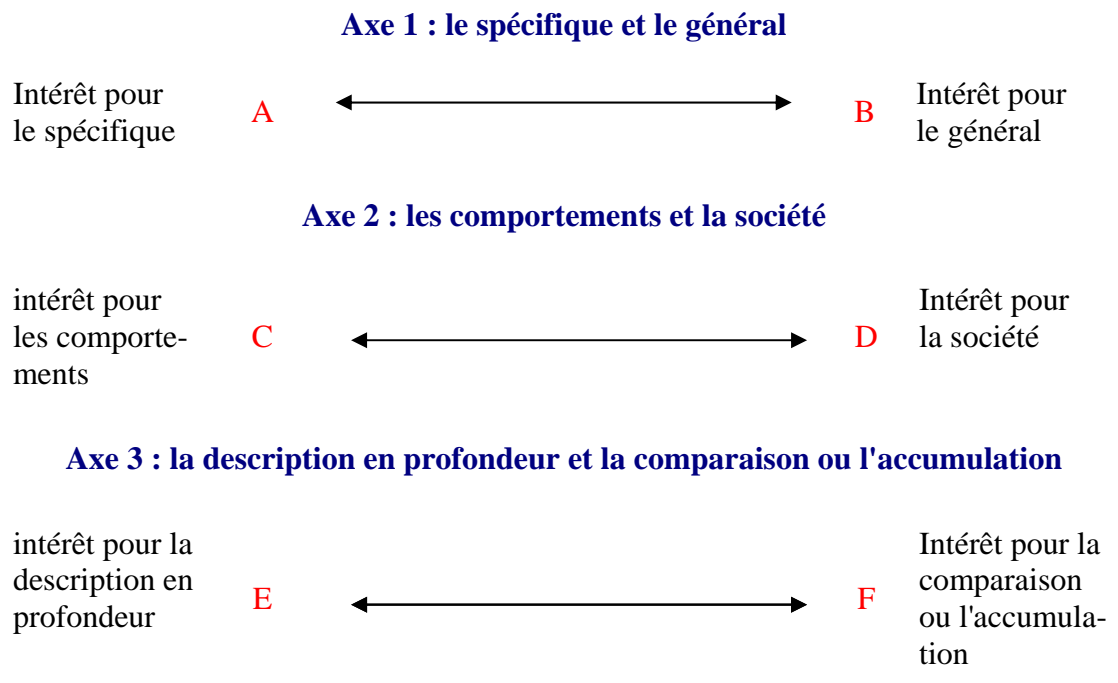 Axe 1 : le spécifique et le général
Intérêt pour
le spécifique
A
B
Intérêt pour
le général
Axe 2 : les comportements et la société
intérêt pour
les comporte-
ments
C
D
Intérêt pour
la société
Axe 3 : la description en profondeur et la comparaison ou l'accumulation
intérêt pour la
description en
profondeur
E
F
Intérêt pour la
comparaison
ou l'accumula-
tion